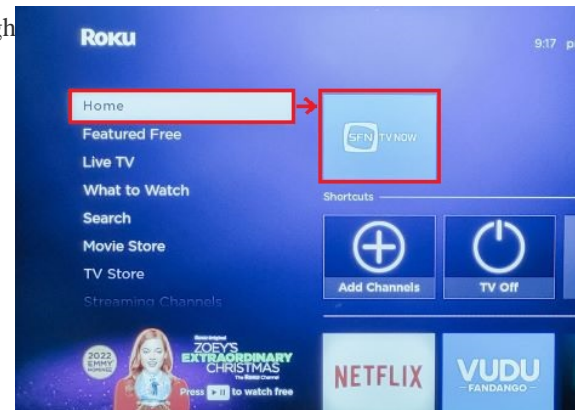 Roku
9:17
Home
Featured Free
Live TV
What to Watch
Search
Movie Store
TV Store
Streaming Channels
SFN TV NOW
Shortcuts
Add Channels
TV Off
2022
EMMY
NOMINEE
Roku Original
ZOEY'S
EXTRAORDINARY
CHRISTMAS
The Roku Channel
Press to watch free
NETFLIX
VUDU
FANDANGO